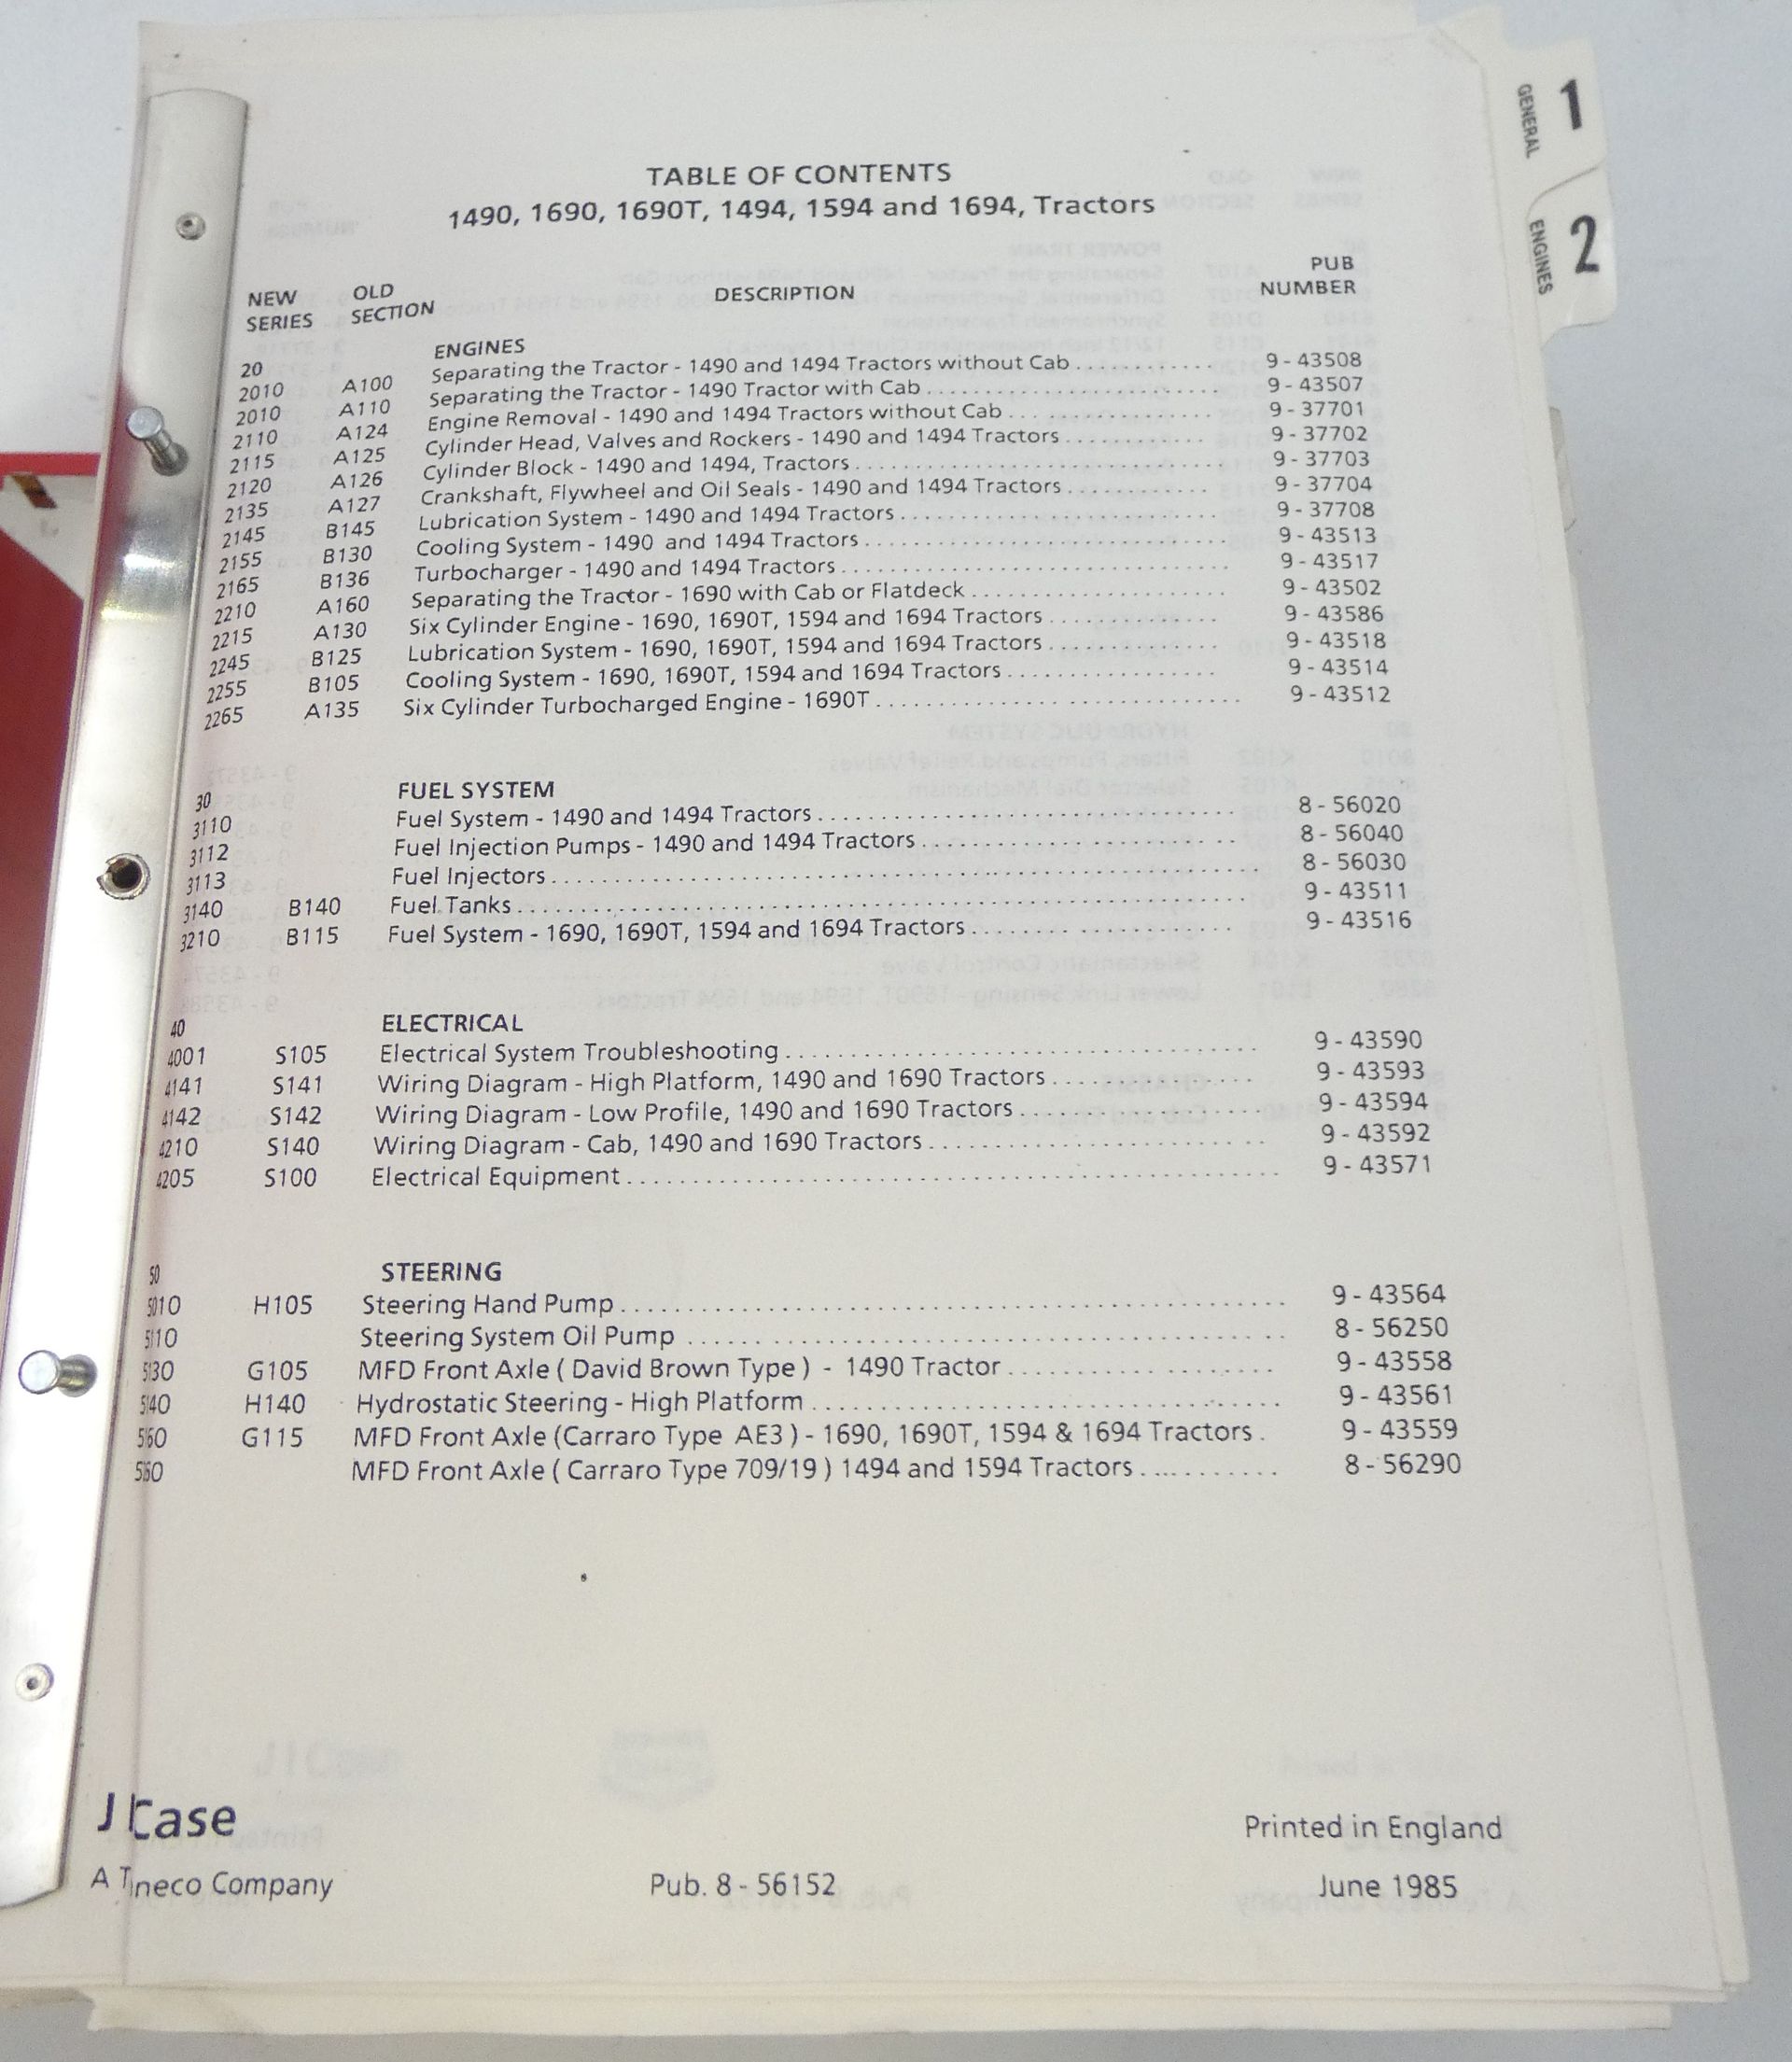 1
GENERAL
2
ENGINES
TABLE OF CONTENTS
1490, 1690, 1690T, 1494, 1594 and 1694, Tractors
NEW SERIES OLD SECTION DESCRIPTION PUB NUMBER
20 ENGINES
2010 A100 Separating the Tractor - 1490 and 1494 Tractors without Cab ............ 9 - 43508
2010 A110 Separating the Tractor - 1490 Tractor with Cab ............ 9 - 43507
2110 A124 Engine Removal - 1490 and 1494 Tractors without Cab ............ 9 - 37701
2115 A125 Cylinder Head, Valves and Rockers - 1490 and 1494 Tractors ............ 9 - 37702
2120 A126 Cylinder Block - 1490 and 1494, Tractors ............ 9 - 37703
2135 A127 Crankshaft, Flywheel and Oil Seals - 1490 and 1494 Tractors ............ 9 - 37704
2145 B145 Lubrication System - 1490 and 1494 Tractors ............ 9 - 37708
2155 B130 Cooling System - 1490 and 1494 Tractors ............ 9 - 43513
2165 B136 Turbocharger - 1490 and 1494 Tractors ............ 9 - 43517
2210 A160 Separating the Tractor - 1690 with Cab or Flatdeck ............ 9 - 43502
2215 A130 Six Cylinder Engine - 1690, 1690T, 1594 and 1694 Tractors ............ 9 - 43586
2245 B125 Lubrication System - 1690, 1690T, 1594 and 1694 Tractors ............ 9 - 43518
2255 B105 Cooling System - 1690, 1690T, 1594 and 1694 Tractors ............ 9 - 43514
2265 A135 Six Cylinder Turbocharged Engine - 1690T ............ 9 - 43512
30 FUEL SYSTEM
3110 Fuel System - 1490 and 1494 Tractors ............ 8 - 56020
3112 Fuel Injection Pumps - 1490 and 1494 Tractors ............ 8 - 56040
3113 Fuel Injectors ............ 8 - 56030
3140 B140 Fuel Tanks ............ 9 - 43511
3210 B115 Fuel System - 1690, 1690T, 1594 and 1694 Tractors ............ 9 - 43516
40 ELECTRICAL
4001 S105 Electrical System Troubleshooting ............ 9 - 43590
4141 S141 Wiring Diagram - High Platform, 1490 and 1690 Tractors ............ 9 - 43593
4142 S142 Wiring Diagram - Low Profile, 1490 and 1690 Tractors ............ 9 - 43594
4210 S140 Wiring Diagram - Cab, 1490 and 1690 Tractors ............ 9 - 43592
4205 S100 Electrical Equipment ............ 9 - 43571
50 STEERING
5010 H105 Steering Hand Pump ............ 9 - 43564
5110 Steering System Oil Pump ............ 8 - 56250
5130 G105 MFD Front Axle ( David Brown Type ) - 1490 Tractor ............ 9 - 43558
5140 H140 Hydrostatic Steering - High Platform ............ 9 - 43561
5160 G115 MFD Front Axle (Carraro Type AE3 ) - 1690, 1690T, 1594 & 1694 Tractors . 9 - 43559
5160 MFD Front Axle ( Carraro Type 709/19 ) 1494 and 1594 Tractors ............ 8 - 56290
J I Case Printed in England
A T neco Company Pub. 8 - 56152 June 1985